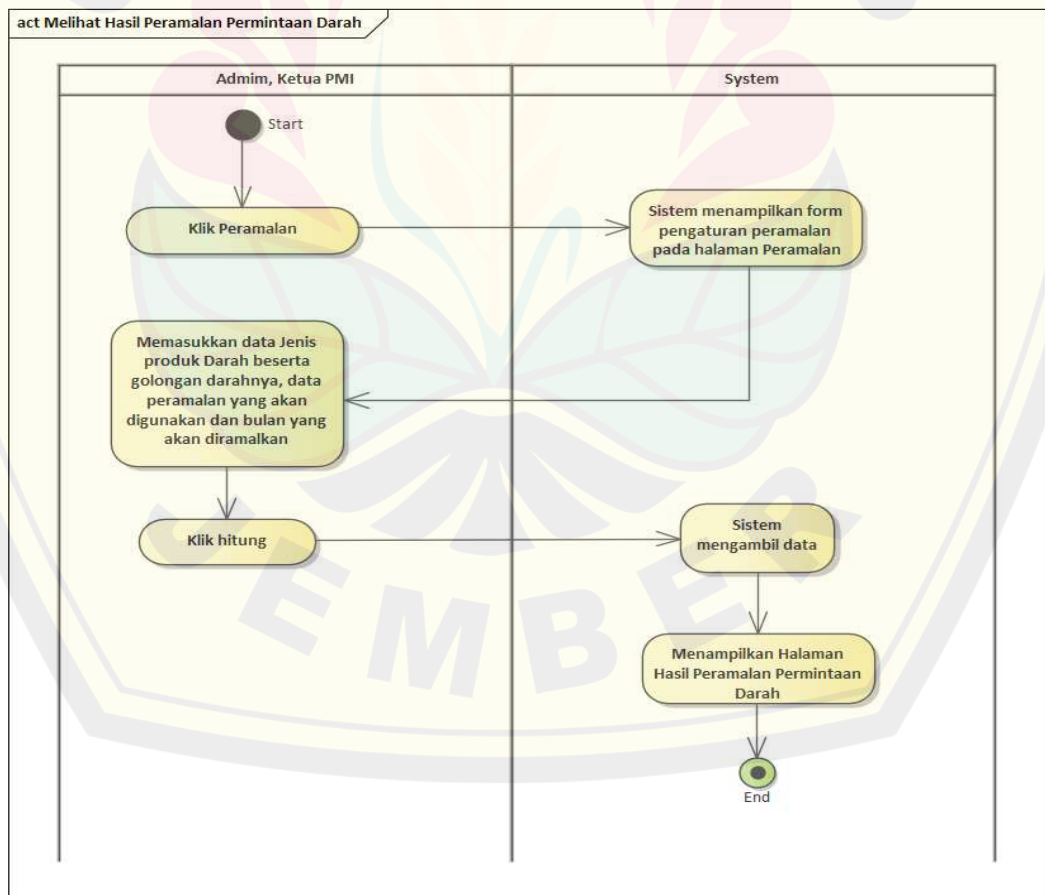 act Melihat Hasil Peramalan Permintaan Darah
Admim, Ketua PMI
System
Start
Klik Peramalan
Sistem menampilkan form
pengaturan peramalan
pada halaman Peramalan
Memasukkan data Jenis
produk Darah beserta
golongan darahnya, data
peramalan yang akan
digunakan dan bulan yang
akan diramalkan
Klik hitung
Sistem
mengambil data
Menampilkan Halaman
Hasil Peramalan Permintaan
Darah
End
JEMBER